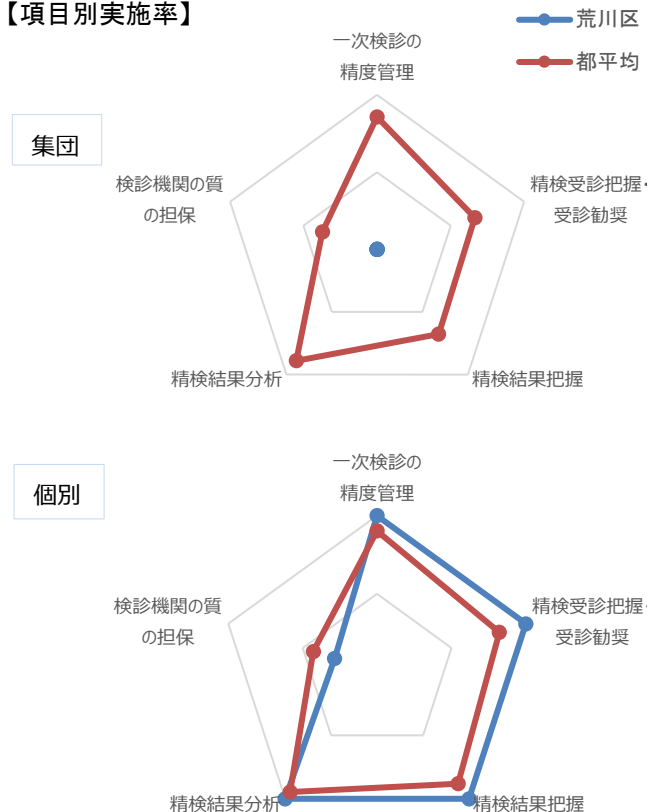 【項目別実施率】
荒川区
都平均
集団
一次検診の
精度管理
精検受診把握・
受診勧奨
精検結果把握
精検結果分析
検診機関の質
の担保
個別
一次検診の
精度管理
精検受診把握・
受診勧奨
精検結果把握
精検結果分析
検診機関の質
の担保